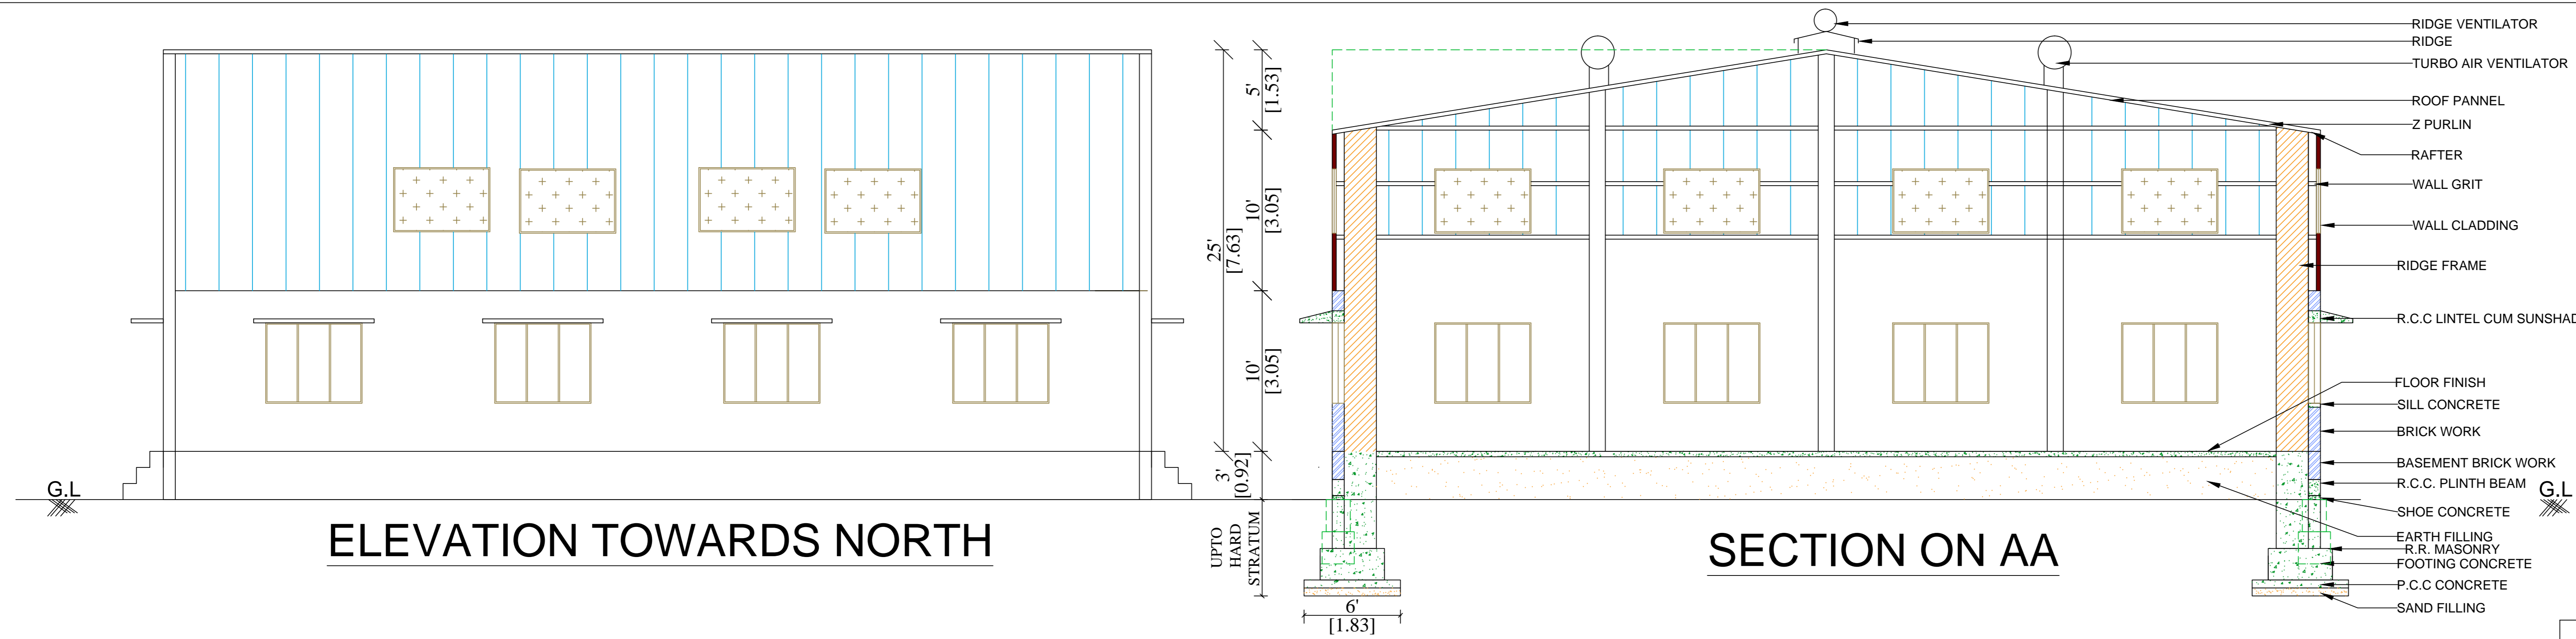 G.L
ELEVATION TOWARDS NORTH
25'
[7.63]
5'
[1.53]
10'
[3.05]
10'
[3.05]
3'
[0.92]
UPTO
HARD
STRATUM
6'
[1.83]
SECTION ON AA
RIDGE VENTILATOR
RIDGE
TURBO AIR VENTILATOR
ROOF PANNEL
Z PURLIN
RAFTER
WALL GRIT
WALL CLADDING
RIDGE FRAME
R.C.C LINTEL CUM SUNSHAD
FLOOR FINISH
SILL CONCRETE
BRICK WORK
BASEMENT BRICK WORK
R.C.C. PLINTH BEAM
G.L
SHOE CONCRETE
EARTH FILLING
R.R. MASONRY
FOOTING CONCRETE
P.C.C CONCRETE
SAND FILLING